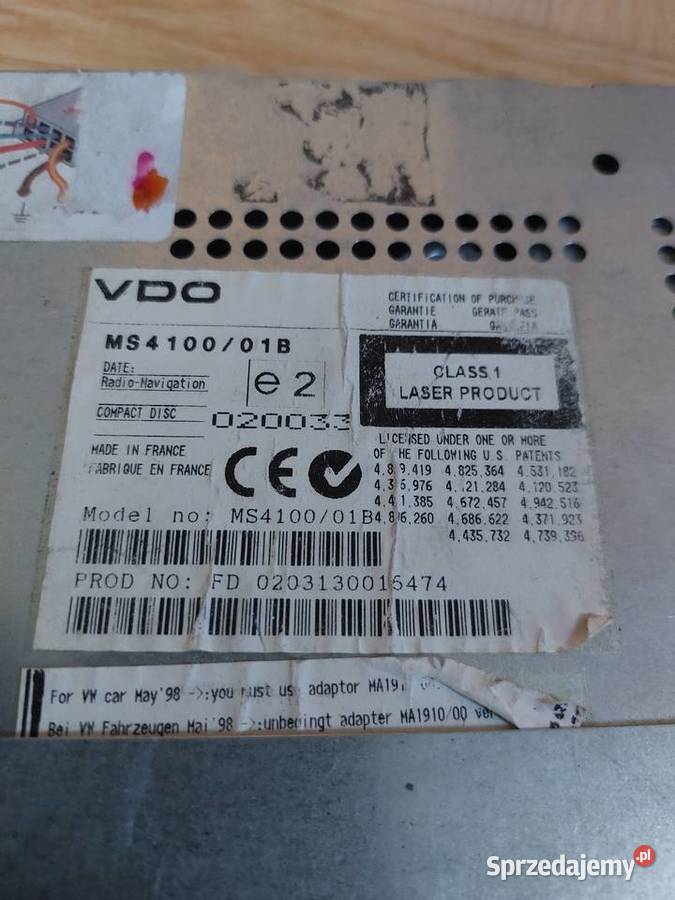 VDO
MS4100/01B
DATE:
Radio-Navigation
e2
COMPACT DISC
020033
MADE IN FRANCE
FABRIQUE EN FRANCE
CE
CERTIFICATION OF
GARANTIE
GARANTIA
CLASS 1
LASER PRODUCT
LICENSED UNDER ONE OR MORE
OF THE FOLLOWING U.S. PATENTS
4.825.364 4.531.182
4.120.523
4.672.457 4.942.516
4.686.622 4.371.923
4.435.732 4.739.396
Model no: MS4100/01B
PROD NO: FD 0203130015474
For VW car May'98 ->:you must use adaptor
Bei VW Fahrzeugen Mai'98 ->:unbedingt adapter MA1910/00
Sprzedajemy.pl